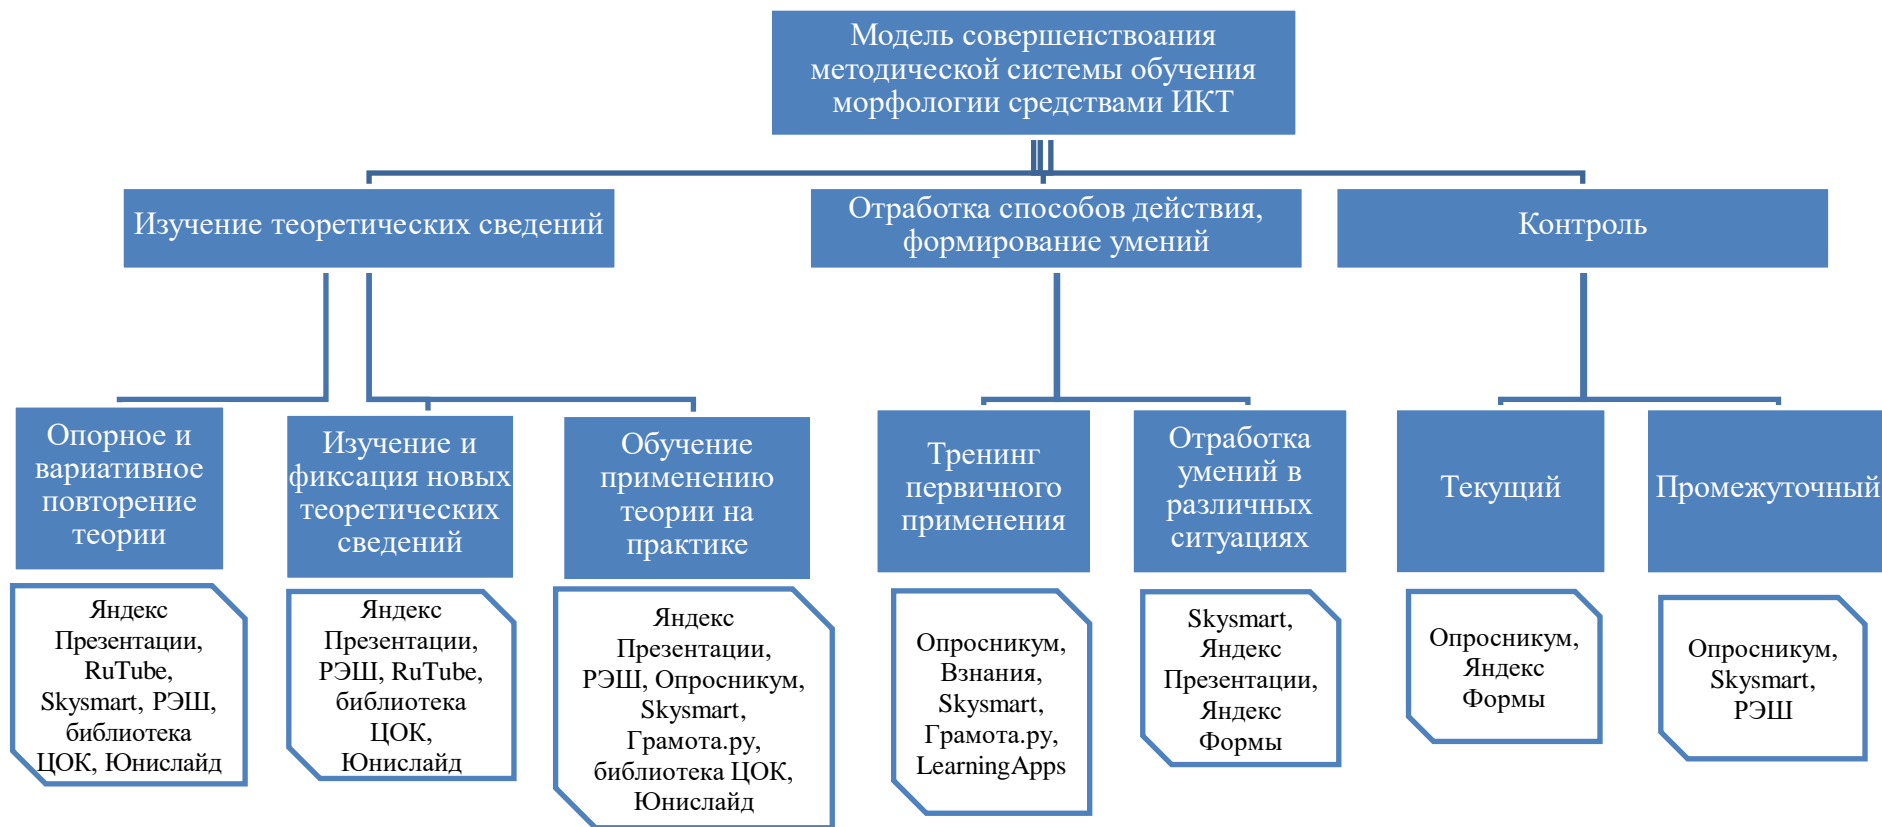 Модель совершенствоания
методической системы обучения
морфологии средствами ИКТ
Изучение теоретических сведений
Отработка способов действия,
формирование умений
Контроль
Опорное и
вариативное
повторение
теории
Изучение и
фиксация новых
теоретических
сведений
Обучение
применению
теории на
практике
Тренинг
первичного
применения
Отработка
умений в
различных
ситуациях
Текущий
Промежуточный
Яндекс
Презентации,
RuTube,
Skysmart, РЭШ,
библиотека
ЦОК, Юнислайд
Яндекс
Презентации,
РЭШ, RuTube,
библиотека
ЦОК,
Юнислайд
Яндекс
Презентации,
РЭШ, Опросникум,
Skysmart,
Грамота.ру,
библиотека ЦОК,
Юнислайд
Опросникум,
Взнания,
Skysmart,
Грамота.ру,
LearningApps
Skysmart,
Яндекс
Презентации,
Яндекс
Формы
Опросникум,
Яндекс
Формы
Опросникум,
Skysmart,
РЭШ